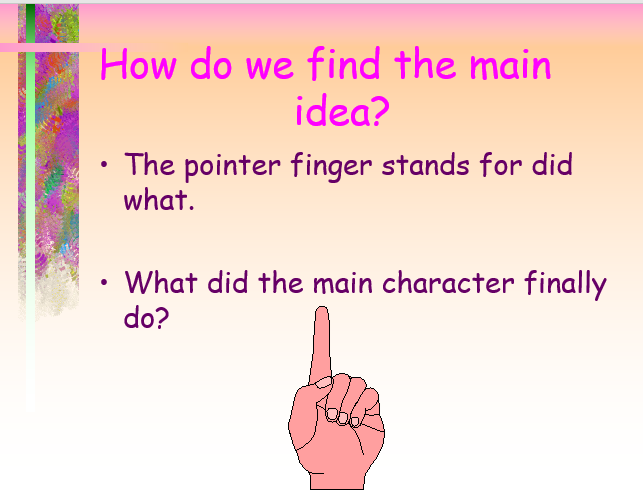 How do we find the main
idea?
• The pointer finger stands for did
what.
• What did the main character finally
do?